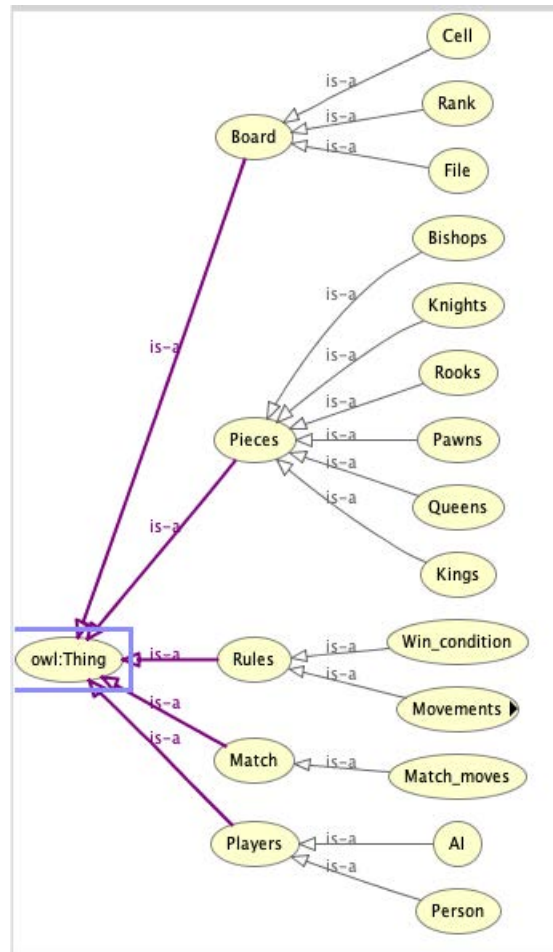 Cell
is-a
Rank
is-a
Board
is-a
File
Bishops
is-a
Knights
is-a
is-a
Rooks
is-a
Pieces
is-a
Pawns
is-a
Queens
is-a
is-a
Kings
Win_condition
is-a
owl:Thing
is-a
Rules
is-a
Movements
is-a
is-a
Match
is-a
Match_moves
Players
is-a
AI
is-a
Person